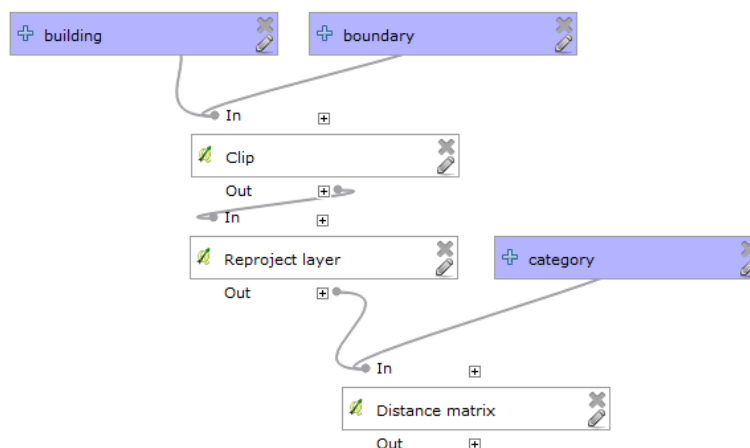 building
boundary
In
Clip
Out
In
Reproject layer
category
Out
In
Distance matrix
Out